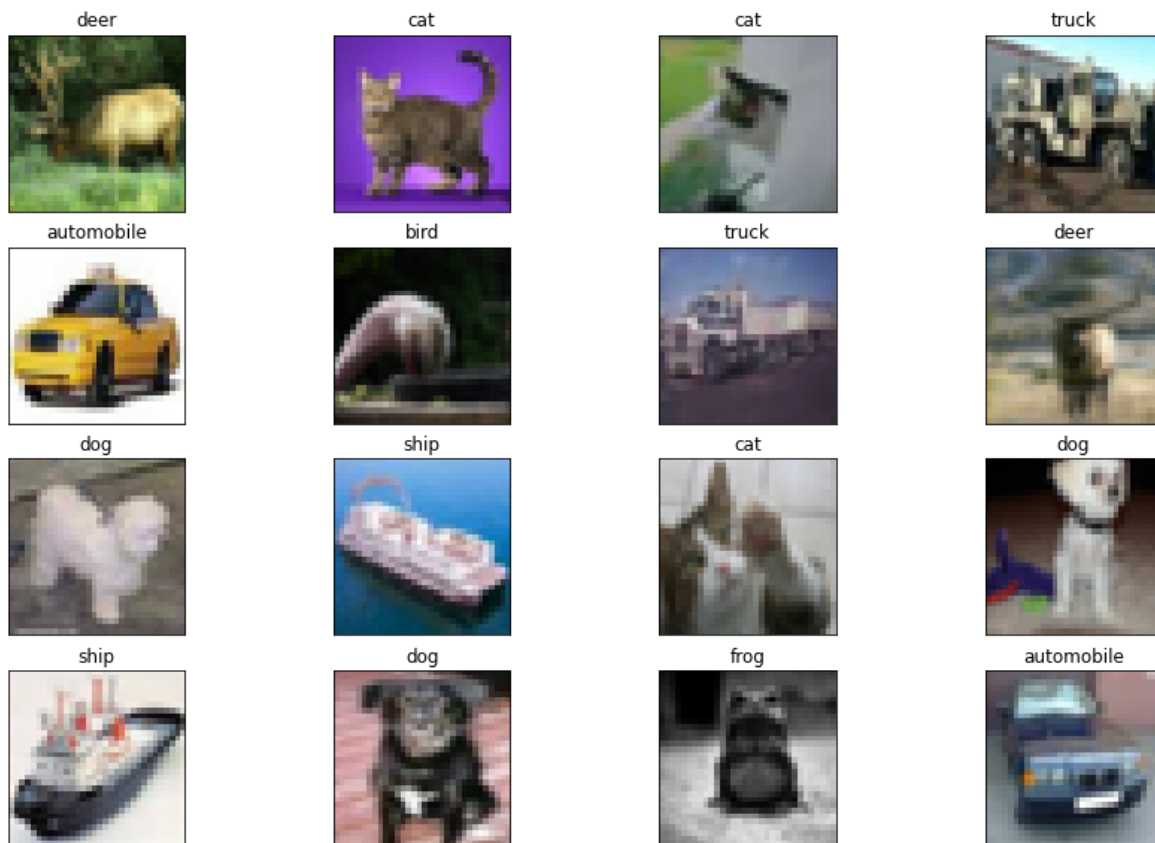 deer cat cat truck
automobile bird truck deer
dog ship cat dog
ship dog frog automobile